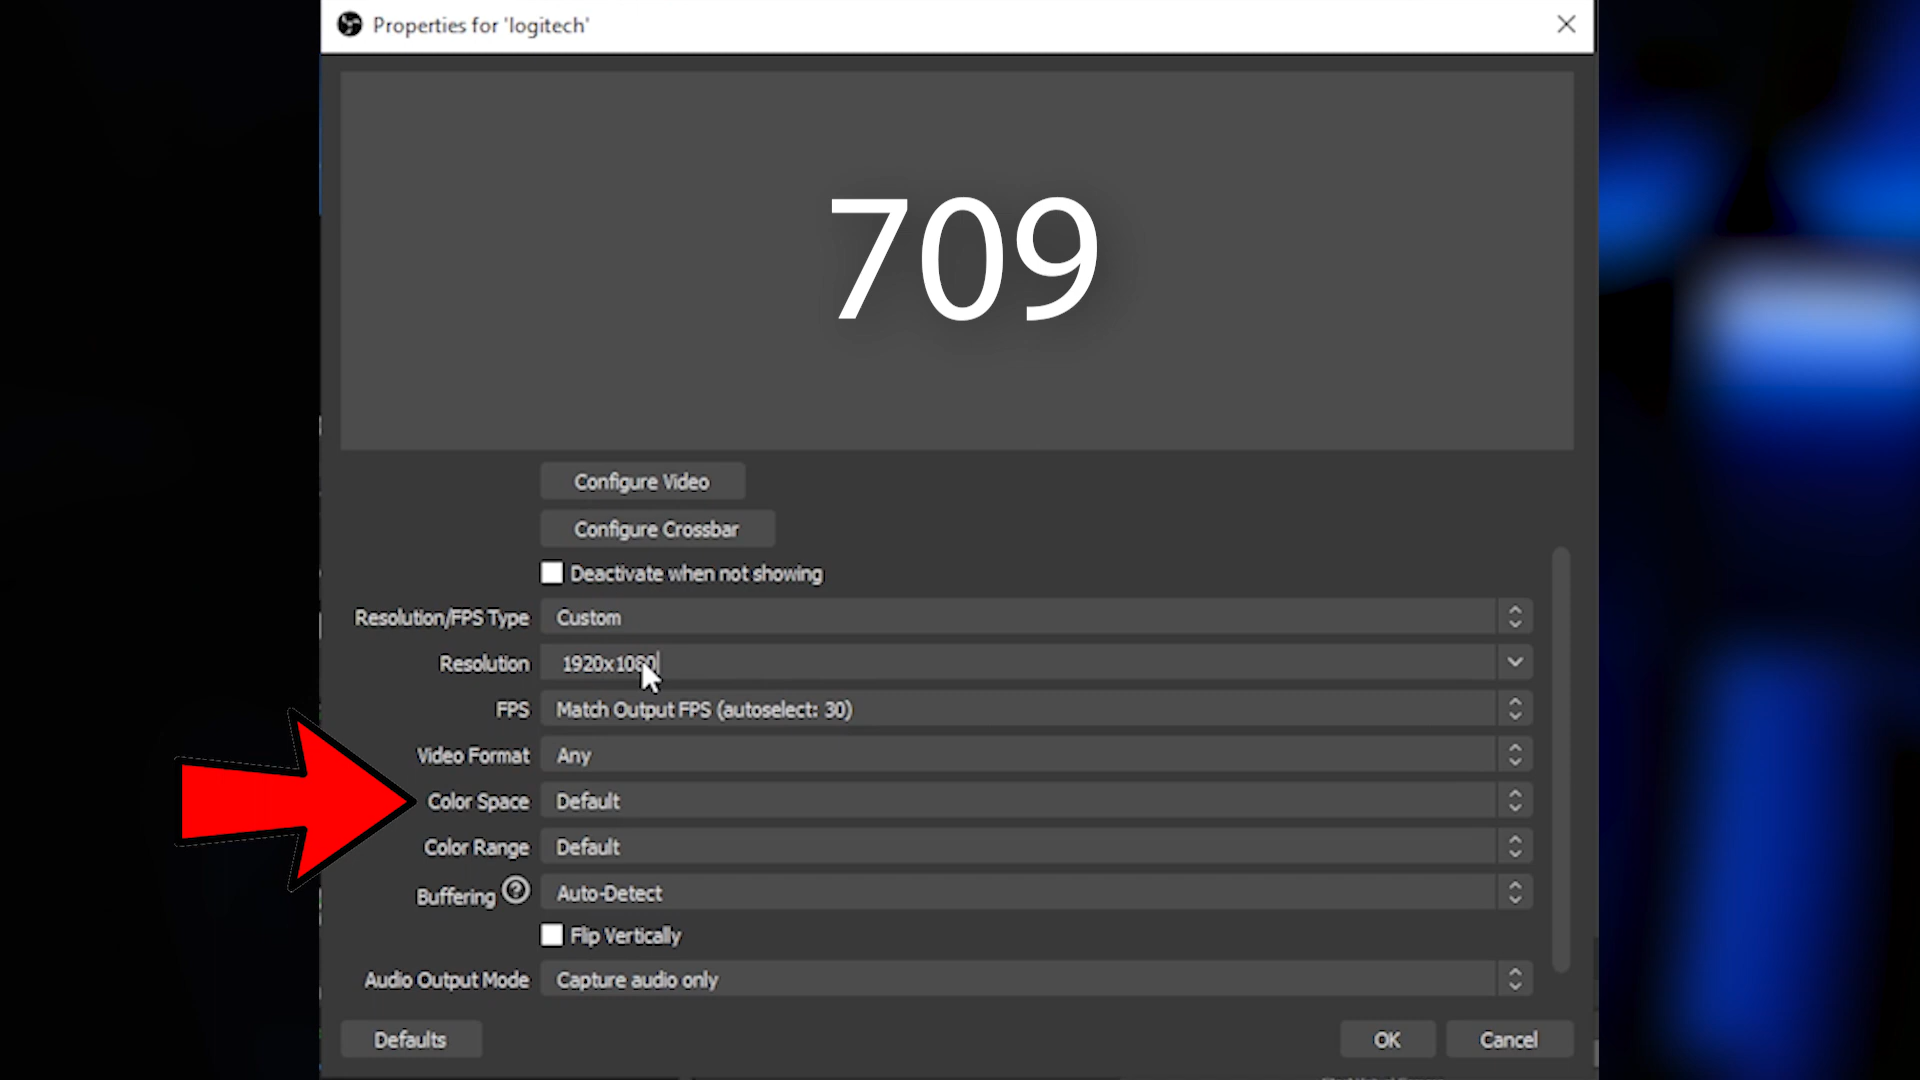 Properties for 'logitech'
709
Configure Video
Configure Crossbar
Deactivate when not showing
Resolution/FPS Type Custom
Resolution 1920x1080
FPS Match Output FPS (autoselect: 30)
Video Format Any
Color Space Default
Color Range Default
Buffering ? Auto-Detect
Flip Vertically
Audio Output Mode Capture audio only
Defaults OK Cancel